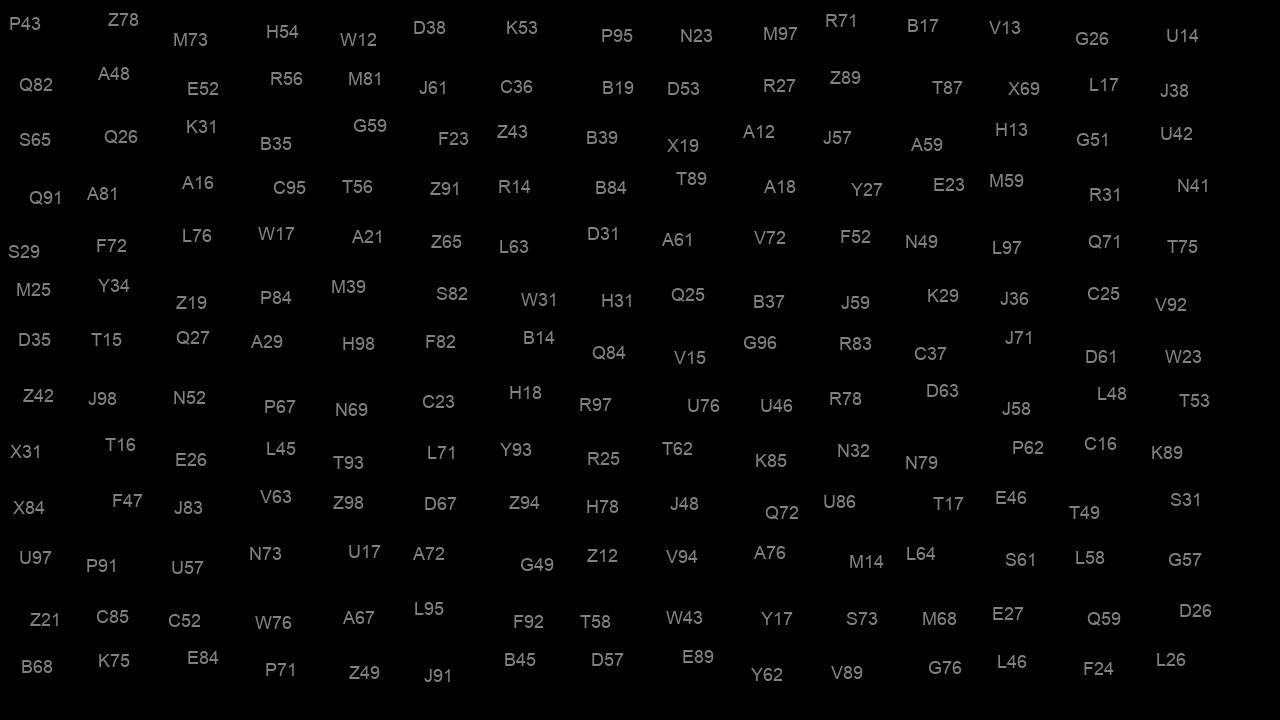 P43 Z78 M73 H54 W12 D38 K53 P95 N23 M97 R71 B17 V13 G26 U14
Q82 A48 E52 R56 M81 J61 C36 B19 D53 R27 Z89 T87 X69 L17 J38
S65 Q26 K31 B35 G59 F23 Z43 B39 X19 A12 J57 A59 H13 G51 U42
Q91 A81 A16 C95 T56 Z91 R14 B84 T89 A18 Y27 E23 M59 R31 N41
S29 F72 L76 W17 A21 Z65 L63 D31 A61 V72 F52 N49 L97 Q71 T75
M25 Y34 Z19 P84 M39 S82 W31 H31 Q25 B37 J59 K29 J36 C25 V92
D35 T15 Q27 A29 H98 F82 B14 Q84 V15 G96 R83 C37 J71 D61 W23
Z42 J98 N52 P67 N69 C23 H18 R97 U76 U46 R78 D63 J58 L48 T53
X31 T16 E26 L45 T93 L71 Y93 R25 T62 K85 N32 N79 P62 C16 K89
X84 F47 J83 V63 Z98 D67 Z94 H78 J48 Q72 U86 T17 E46 T49 S31
U97 P91 U57 N73 U17 A72 G49 Z12 V94 A76 M14 L64 S61 L58 G57
Z21 C85 C52 W76 A67 L95 F92 T58 W43 Y17 S73 M68 E27 Q59 D26
B68 K75 E84 P71 Z49 J91 B45 D57 E89 Y62 V89 G76 L46 F24 L26